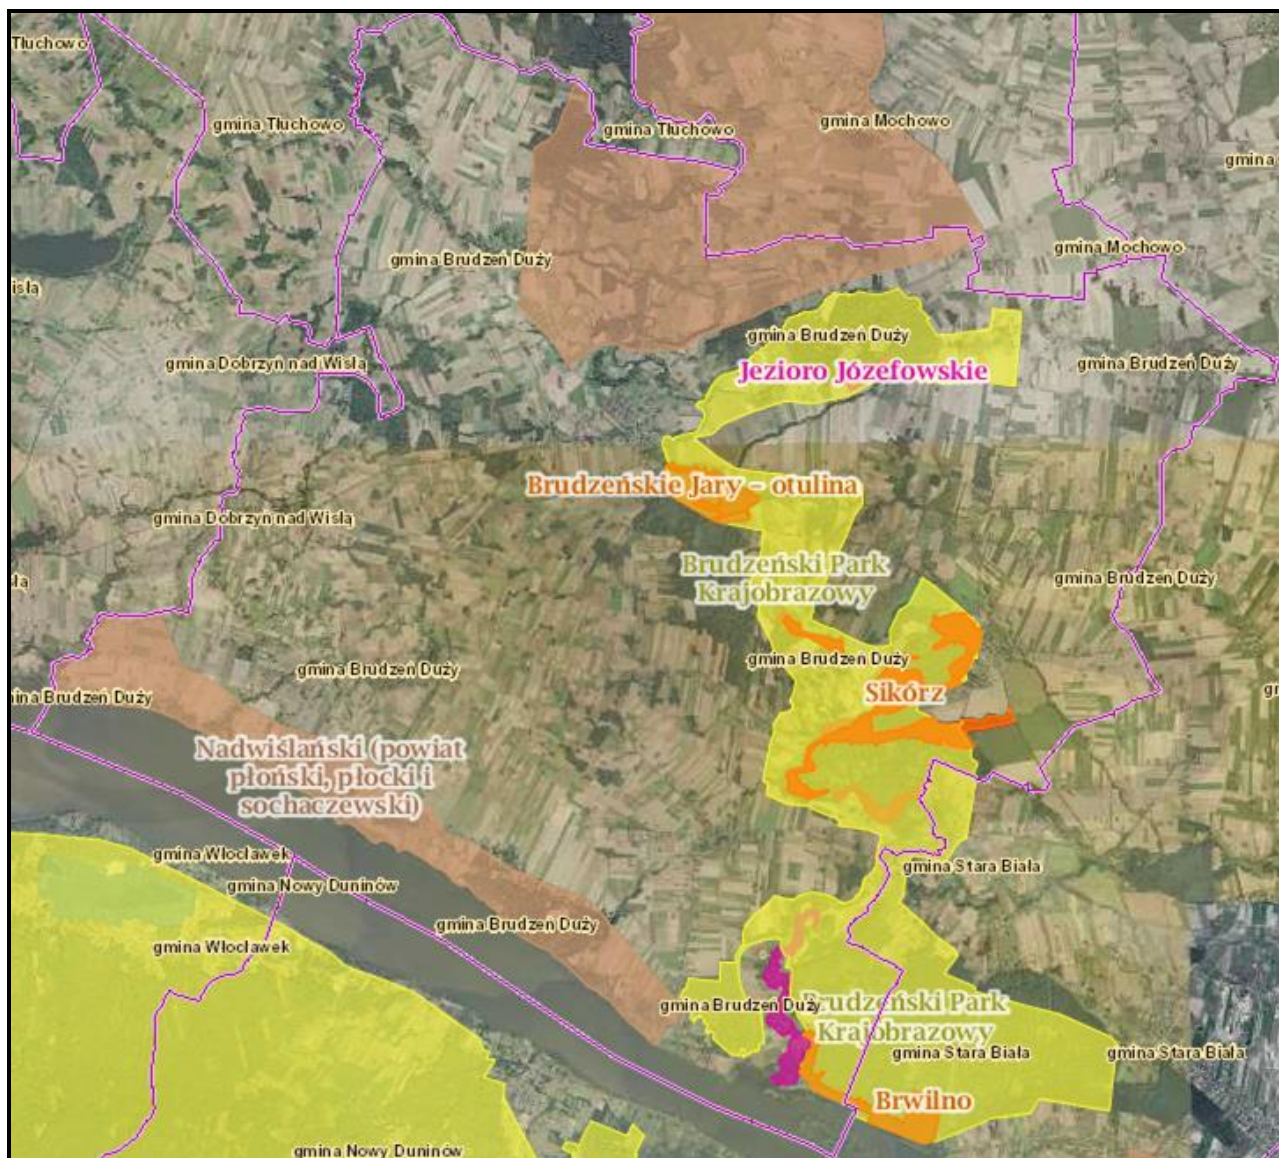 Tłuchowo
gmina Tłuchowo
gmina Tłuchowo
gmina Mochowo
gmina
gmina Mochowo
gmina Brudzeń Duży
isłą
gmina Brudzeń Duży
gmina Dobrzyń nad Wisłą
Jezioro Józefowskie
gmina Brudzeń Duży
Brudzeńskie Jary – otulina
gmina Dobrzyń nad Wisłą
Brudzeński Park
Krajobrazowy
gmina Brudzeń Duży
gmina Brudzeń Duży
gmina Brudzeń Duży
Sikórz
ina Brudzeń Duży
Nadwiślański (powiat
płoński, płocki i
sochaczewski)
gmina Włocławek
gmina Nowy Duninów
gmina Stara Biała
gmina Brudzeń Duży
gmina Włocławek
gmina Brudzeń Duży
Brudzeński Park
Krajobrazowy
gmina Stara Biała
gmina Stara Biała
Brwilno
gmina Nowy Duninów